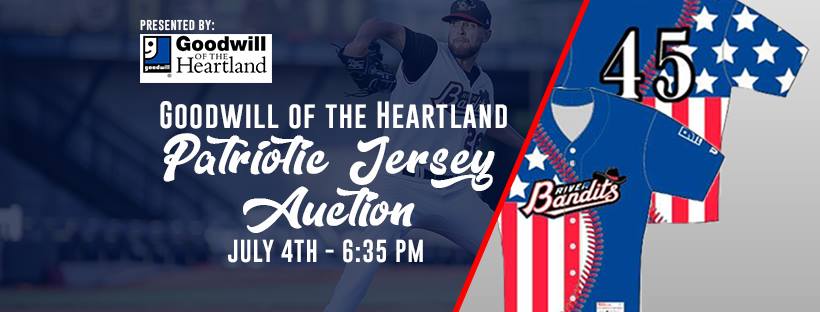 PRESENTED BY:
g
goodwill
Goodwill
OF THE
Heartland
GOODWILL OF THE HEARTLAND
Patriotic Jersey
Auction
JULY 4TH - 6:35 PM
45
RIVER
Bandits